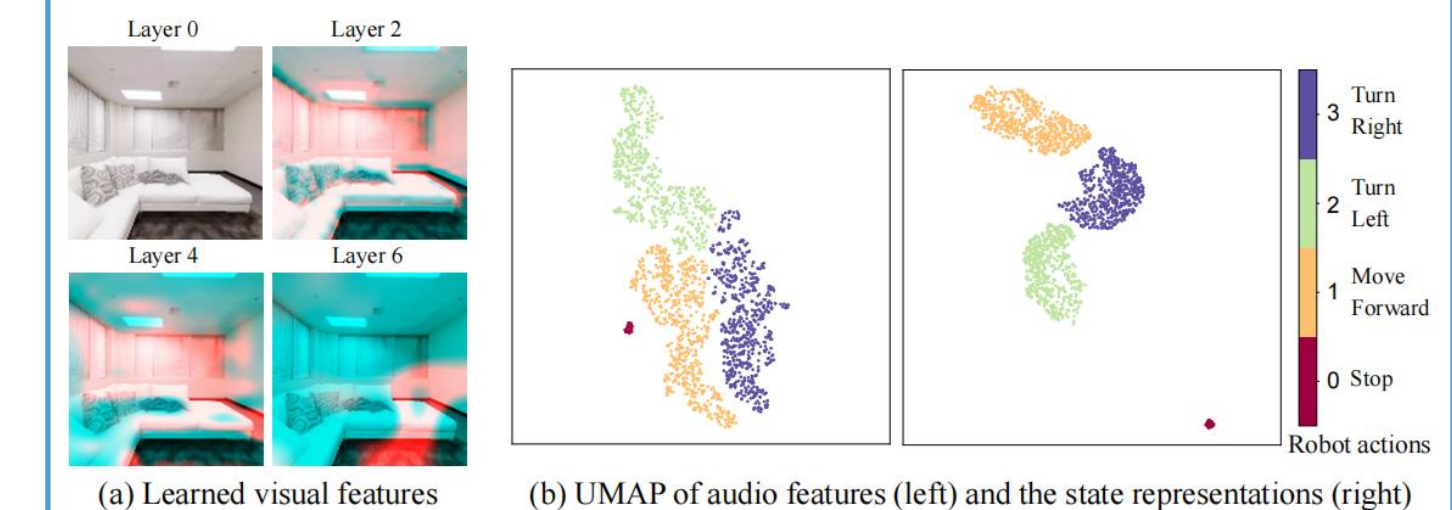 Layer 0
Layer 2
Layer 4
Layer 6
(a) Learned visual features
3
Turn
Right
2
Turn
Left
1
Move
Forward
0
Stop
Robot actions
(b) UMAP of audio features (left) and the state representations (right)